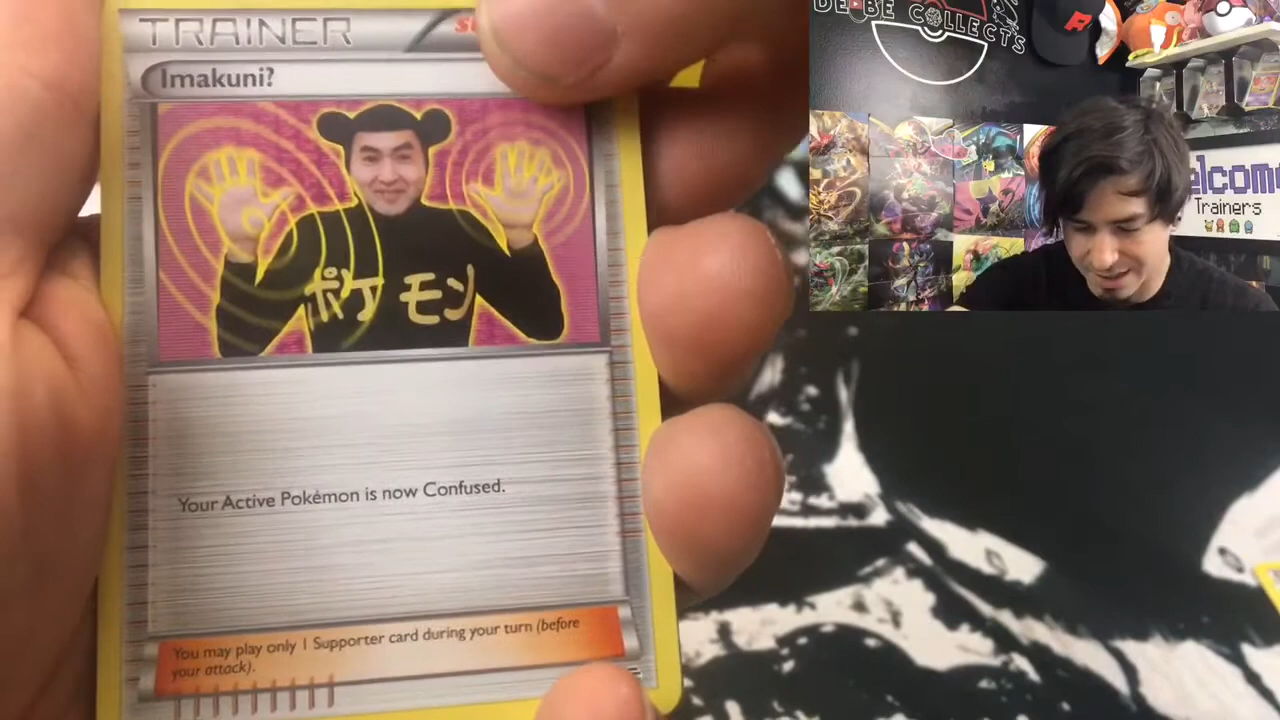 TRAINER
Imakuni?
ポケモン
Your Active Pokémon is now Confused.
You may play only 1 Supporter card during your turn (before
your attack).
COLLECTS
Trainers